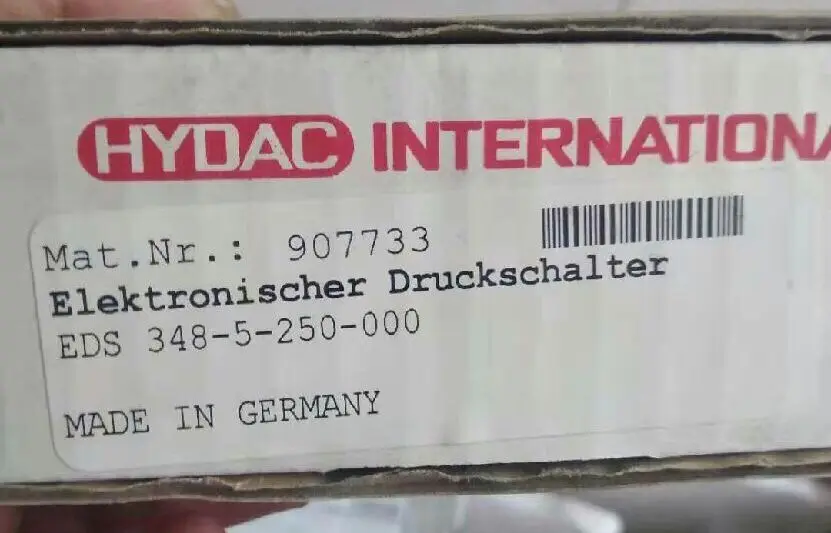 HYDAC INTERNATIONA
Mat.Nr.: 907733
Elektronischer Druckschalter
EDS 348-5-250-000
MADE IN GERMANY